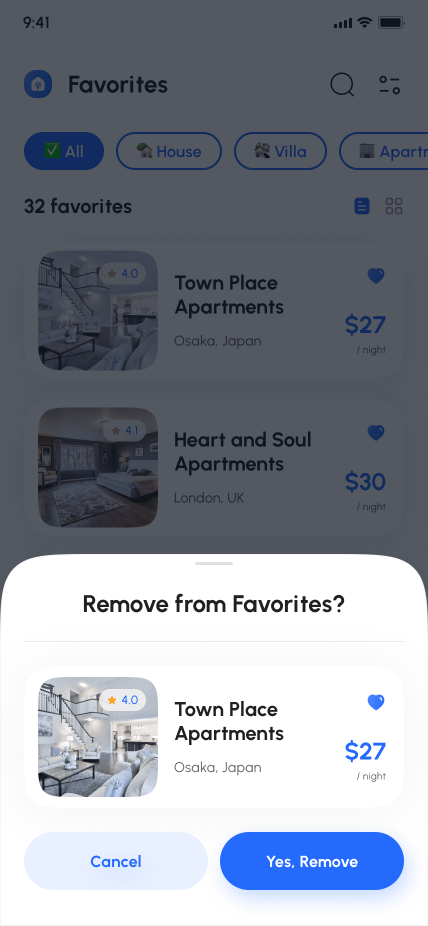 9:41
Favorites
All
House
Villa
Apartm
32 favorites
4.0
Town Place
Apartments
Osaka, Japan
$27
/ night
4.1
Heart and Soul
Apartments
London, UK
$30
/ night
Remove from Favorites?
4.0
Town Place
Apartments
Osaka, Japan
$27
/ night
Cancel
Yes, Remove